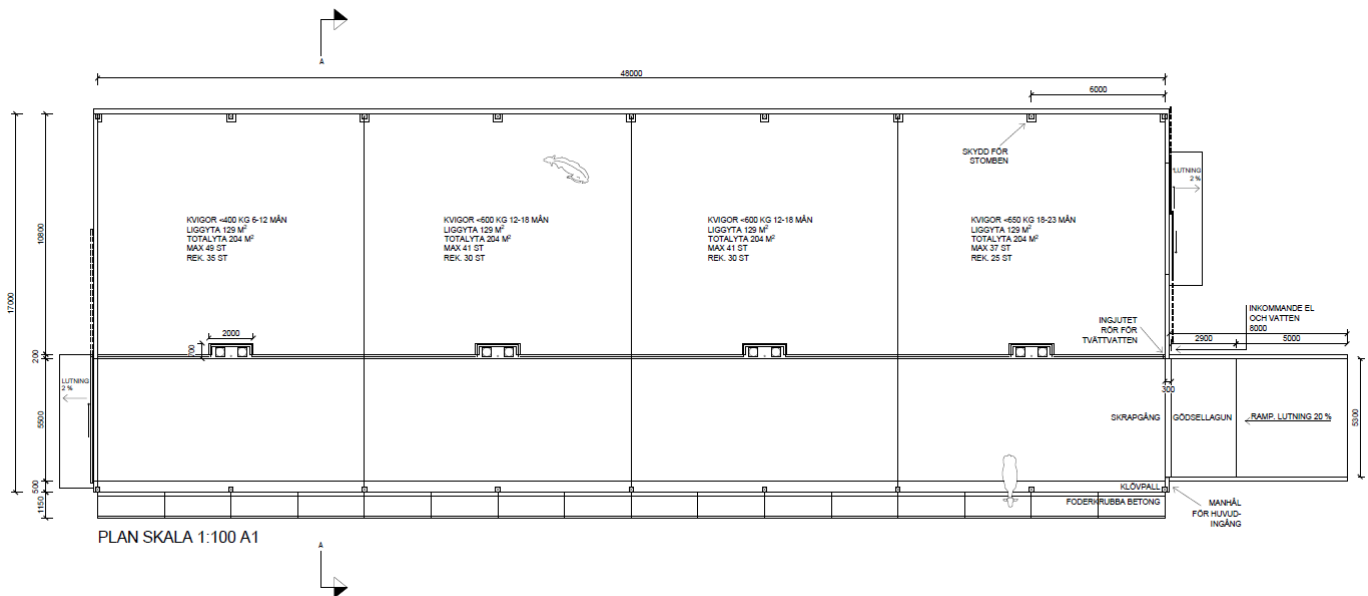 A
48000
6000
SKYDD FÖR
STOMBEN
LUTNING
2 %
KVIGOR <400 KG 6-12 MÅN
LIGGYTA 129 M²
TOTALYTA 204 M²
MAX 49 ST
REK. 35 ST
KVIGOR <600 KG 12-18 MÅN
LIGGYTA 129 M²
TOTALYTA 204 M²
MAX 41 ST
REK. 30 ST
KVIGOR <600 KG 12-18 MÅN
LIGGYTA 129 M²
TOTALYTA 204 M²
MAX 41 ST
REK. 30 ST
KVIGOR <650 KG 18-23 MÅN
LIGGYTA 129 M²
TOTALYTA 204 M²
MAX 37 ST
REK. 25 ST
10800
17000
200
5500
500
1150
2000
700
INGJUTET
RÖR FÖR
TVÄTTVATTEN
INKOMMANDE EL
OCH VATTEN
8000
2900
5000
300
5300
LUTNING
2 %
SKRAPGÅNG
GÖDSELLAGUN
RAMP. LUTNING 20 %
KLÖVPALL
FODERKRUBBA BETONG
MANHÅL
FÖR HUVUD-
INGÅNG
PLAN SKALA 1:100 A1
A